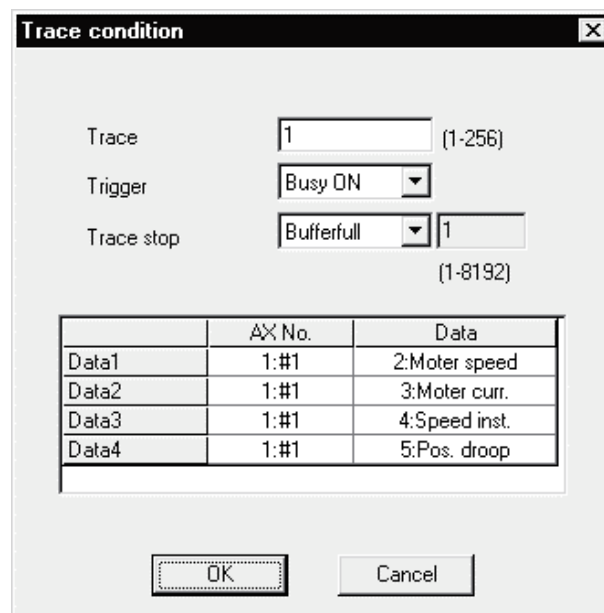 Trace condition
Trace 1 (1-256)
Trigger Busy ON
Trace stop Bufferfull 1
(1-8192)
AX No. Data
Data1 1:#1 2:Moter speed
Data2 1:#1 3:Moter curr.
Data3 1:#1 4:Speed inst.
Data4 1:#1 5:Pos. droop
OK Cancel